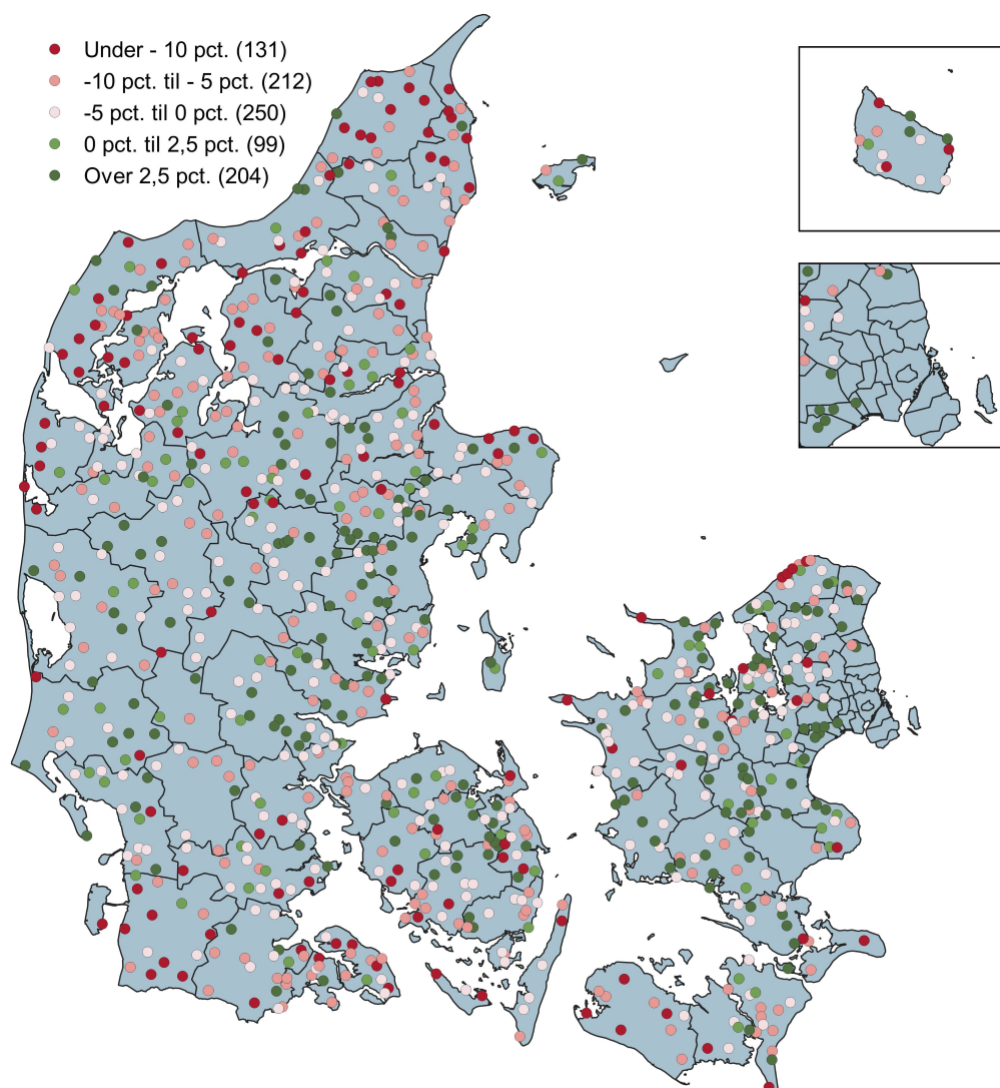 Under - 10 pct. (131)
-10 pct. til - 5 pct. (212)
-5 pct. til 0 pct. (250)
0 pct. til 2,5 pct. (99)
Over 2,5 pct. (204)